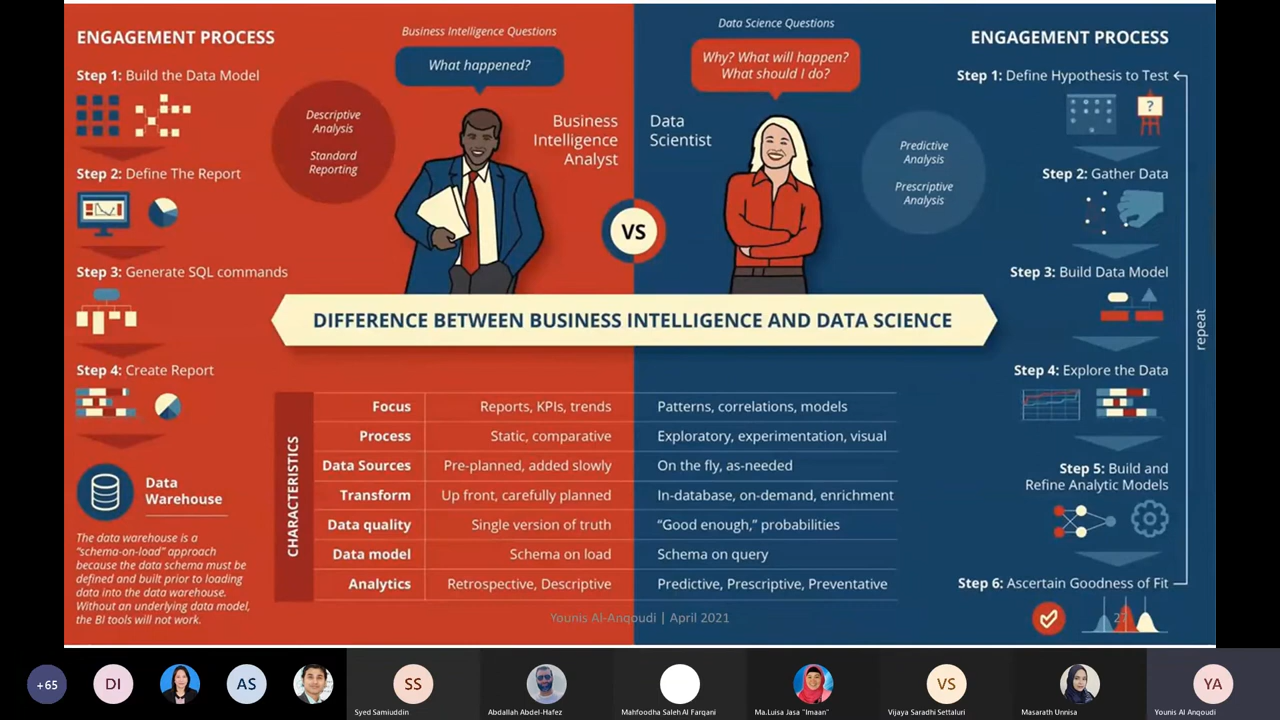 ENGAGEMENT PROCESS
Step 1: Build the Data Model
Step 2: Define The Report
Step 3: Generate SQL commands
Step 4: Create Report
Data
Warehouse
The data warehouse is a
“schema-on-load” approach
because the data schema must be
defined and built prior to loading
data into the data warehouse.
Without an underlying data model,
the BI tools will not work.
Business Intelligence Questions
What happened?
Descriptive
Analysis
Standard
Reporting
Business
Intelligence
Analyst
VS
Data Science Questions
Why? What will happen?
What should I do?
Data
Scientist
Predictive
Analysis
Prescriptive
Analysis
DIFFERENCE BETWEEN BUSINESS INTELLIGENCE AND DATA SCIENCE
CHARACTERISTICS
Focus Reports, KPIs, trends Patterns, correlations, models
Process Static, comparative Exploratory, experimentation, visual
Data Sources Pre-planned, added slowly On the fly, as-needed
Transform Up front, carefully planned In-database, on-demand, enrichment
Data quality Single version of truth “Good enough,” probabilities
Data model Schema on load Schema on query
Analytics Retrospective, Descriptive Predictive, Prescriptive, Preventative
Younis Al-Anqoudi | April 2021
ENGAGEMENT PROCESS
Step 1: Define Hypothesis to Test
?
Step 2: Gather Data
Step 3: Build Data Model
Step 4: Explore the Data
Step 5: Build and
Refine Analytic Models
Step 6: Ascertain Goodness of Fit
repeat
+65
DI
AS
SS
VS
YA
Syed Samiuddin
Abdallah Abdel-Hafez
Mahfoodha Saleh Al Farqani
Ma.Luisa Jasa "Imaan"
Vijaya Saradhi Settaluri
Masarath Unnisa
Younis Al Anqoudi